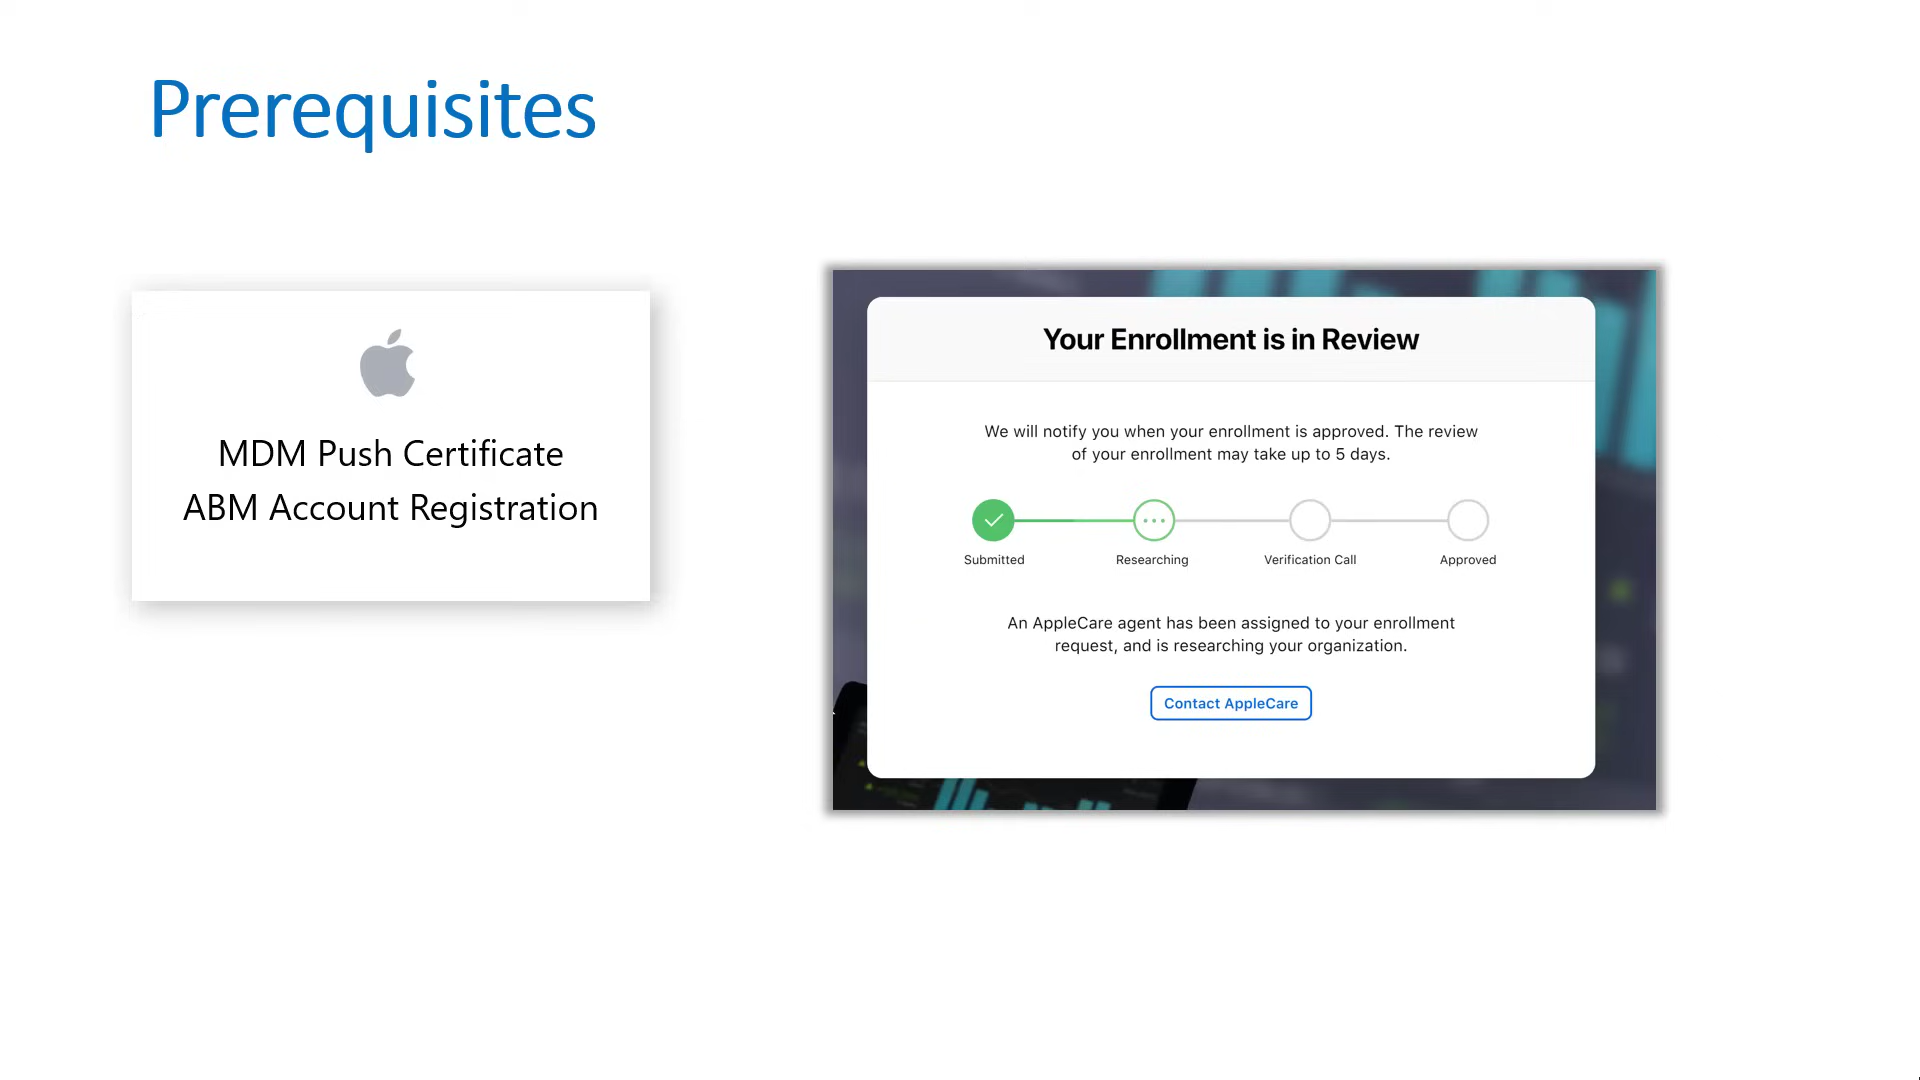 Prerequisites
MDM Push Certificate
ABM Account Registration
Your Enrollment is in Review
We will notify you when your enrollment is approved. The review
of your enrollment may take up to 5 days.
Submitted
Researching
Verification Call
Approved
An AppleCare agent has been assigned to your enrollment
request, and is researching your organization.
Contact AppleCare